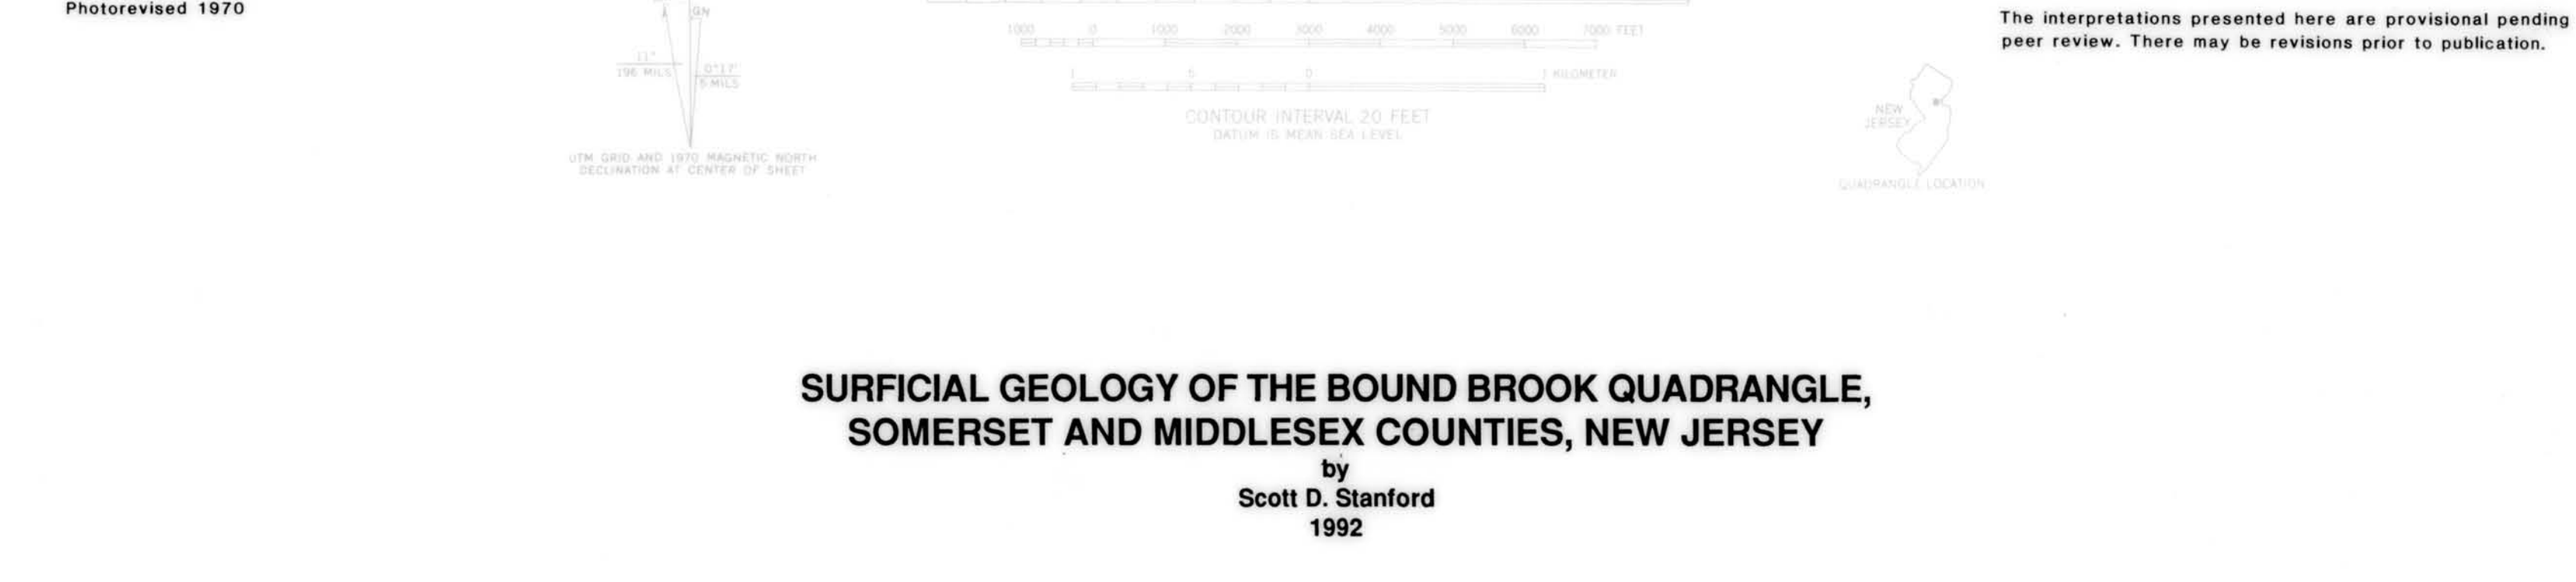 Photorevised 1970
GN
11°
196 MILS
0°17'
5 MILS
UTM GRID AND 1970 MAGNETIC NORTH
DECLINATION AT CENTER OF SHEET
1000 0 1000 2000 3000 4000 5000 6000 7000 FEET
1 .5 0 1 KILOMETER
CONTOUR INTERVAL 20 FEET
DATUM IS MEAN SEA LEVEL
The interpretations presented here are provisional pending
peer review. There may be revisions prior to publication.
NEW
JERSEY
QUADRANGLE LOCATION
SURFICIAL GEOLOGY OF THE BOUND BROOK QUADRANGLE,
SOMERSET AND MIDDLESEX COUNTIES, NEW JERSEY
by
Scott D. Stanford
1992